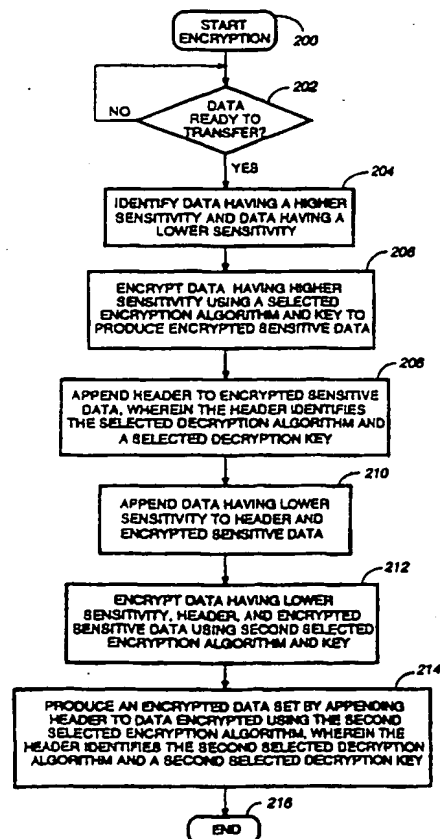 START
ENCRYPTION
200
202
DATA
READY TO
TRANSFER?
NO
YES
204
IDENTIFY DATA HAVING A HIGHER
SENSITIVITY AND DATA HAVING A
LOWER SENSITIVITY
206
ENCRYPT DATA HAVING HIGHER
SENSITIVITY USING A SELECTED
ENCRYPTION ALGORITHM AND KEY TO
PRODUCE ENCRYPTED SENSITIVE DATA
208
APPEND HEADER TO ENCRYPTED SENSITIVE
DATA, WHEREIN THE HEADER IDENTIFIES
THE SELECTED DECRYPTION ALGORITHM AND
A SELECTED DECRYPTION KEY
210
APPEND DATA HAVING LOWER
SENSITIVITY TO HEADER AND
ENCRYPTED SENSITIVE DATA
212
ENCRYPT DATA HAVING LOWER
SENSITIVITY, HEADER, AND ENCRYPTED
SENSITIVE DATA USING SECOND SELECTED
ENCRYPTION ALGORITHM AND KEY
214
PRODUCE AN ENCRYPTED DATA SET BY APPENDING
HEADER TO DATA ENCRYPTED USING THE SECOND
SELECTED ENCRYPTION ALGORITHM, WHEREIN
THE HEADER IDENTIFIES THE SECOND SELECTED DECRYPTION
ALGORITHM AND A SECOND SELECTED DECRYPTION KEY
216
END